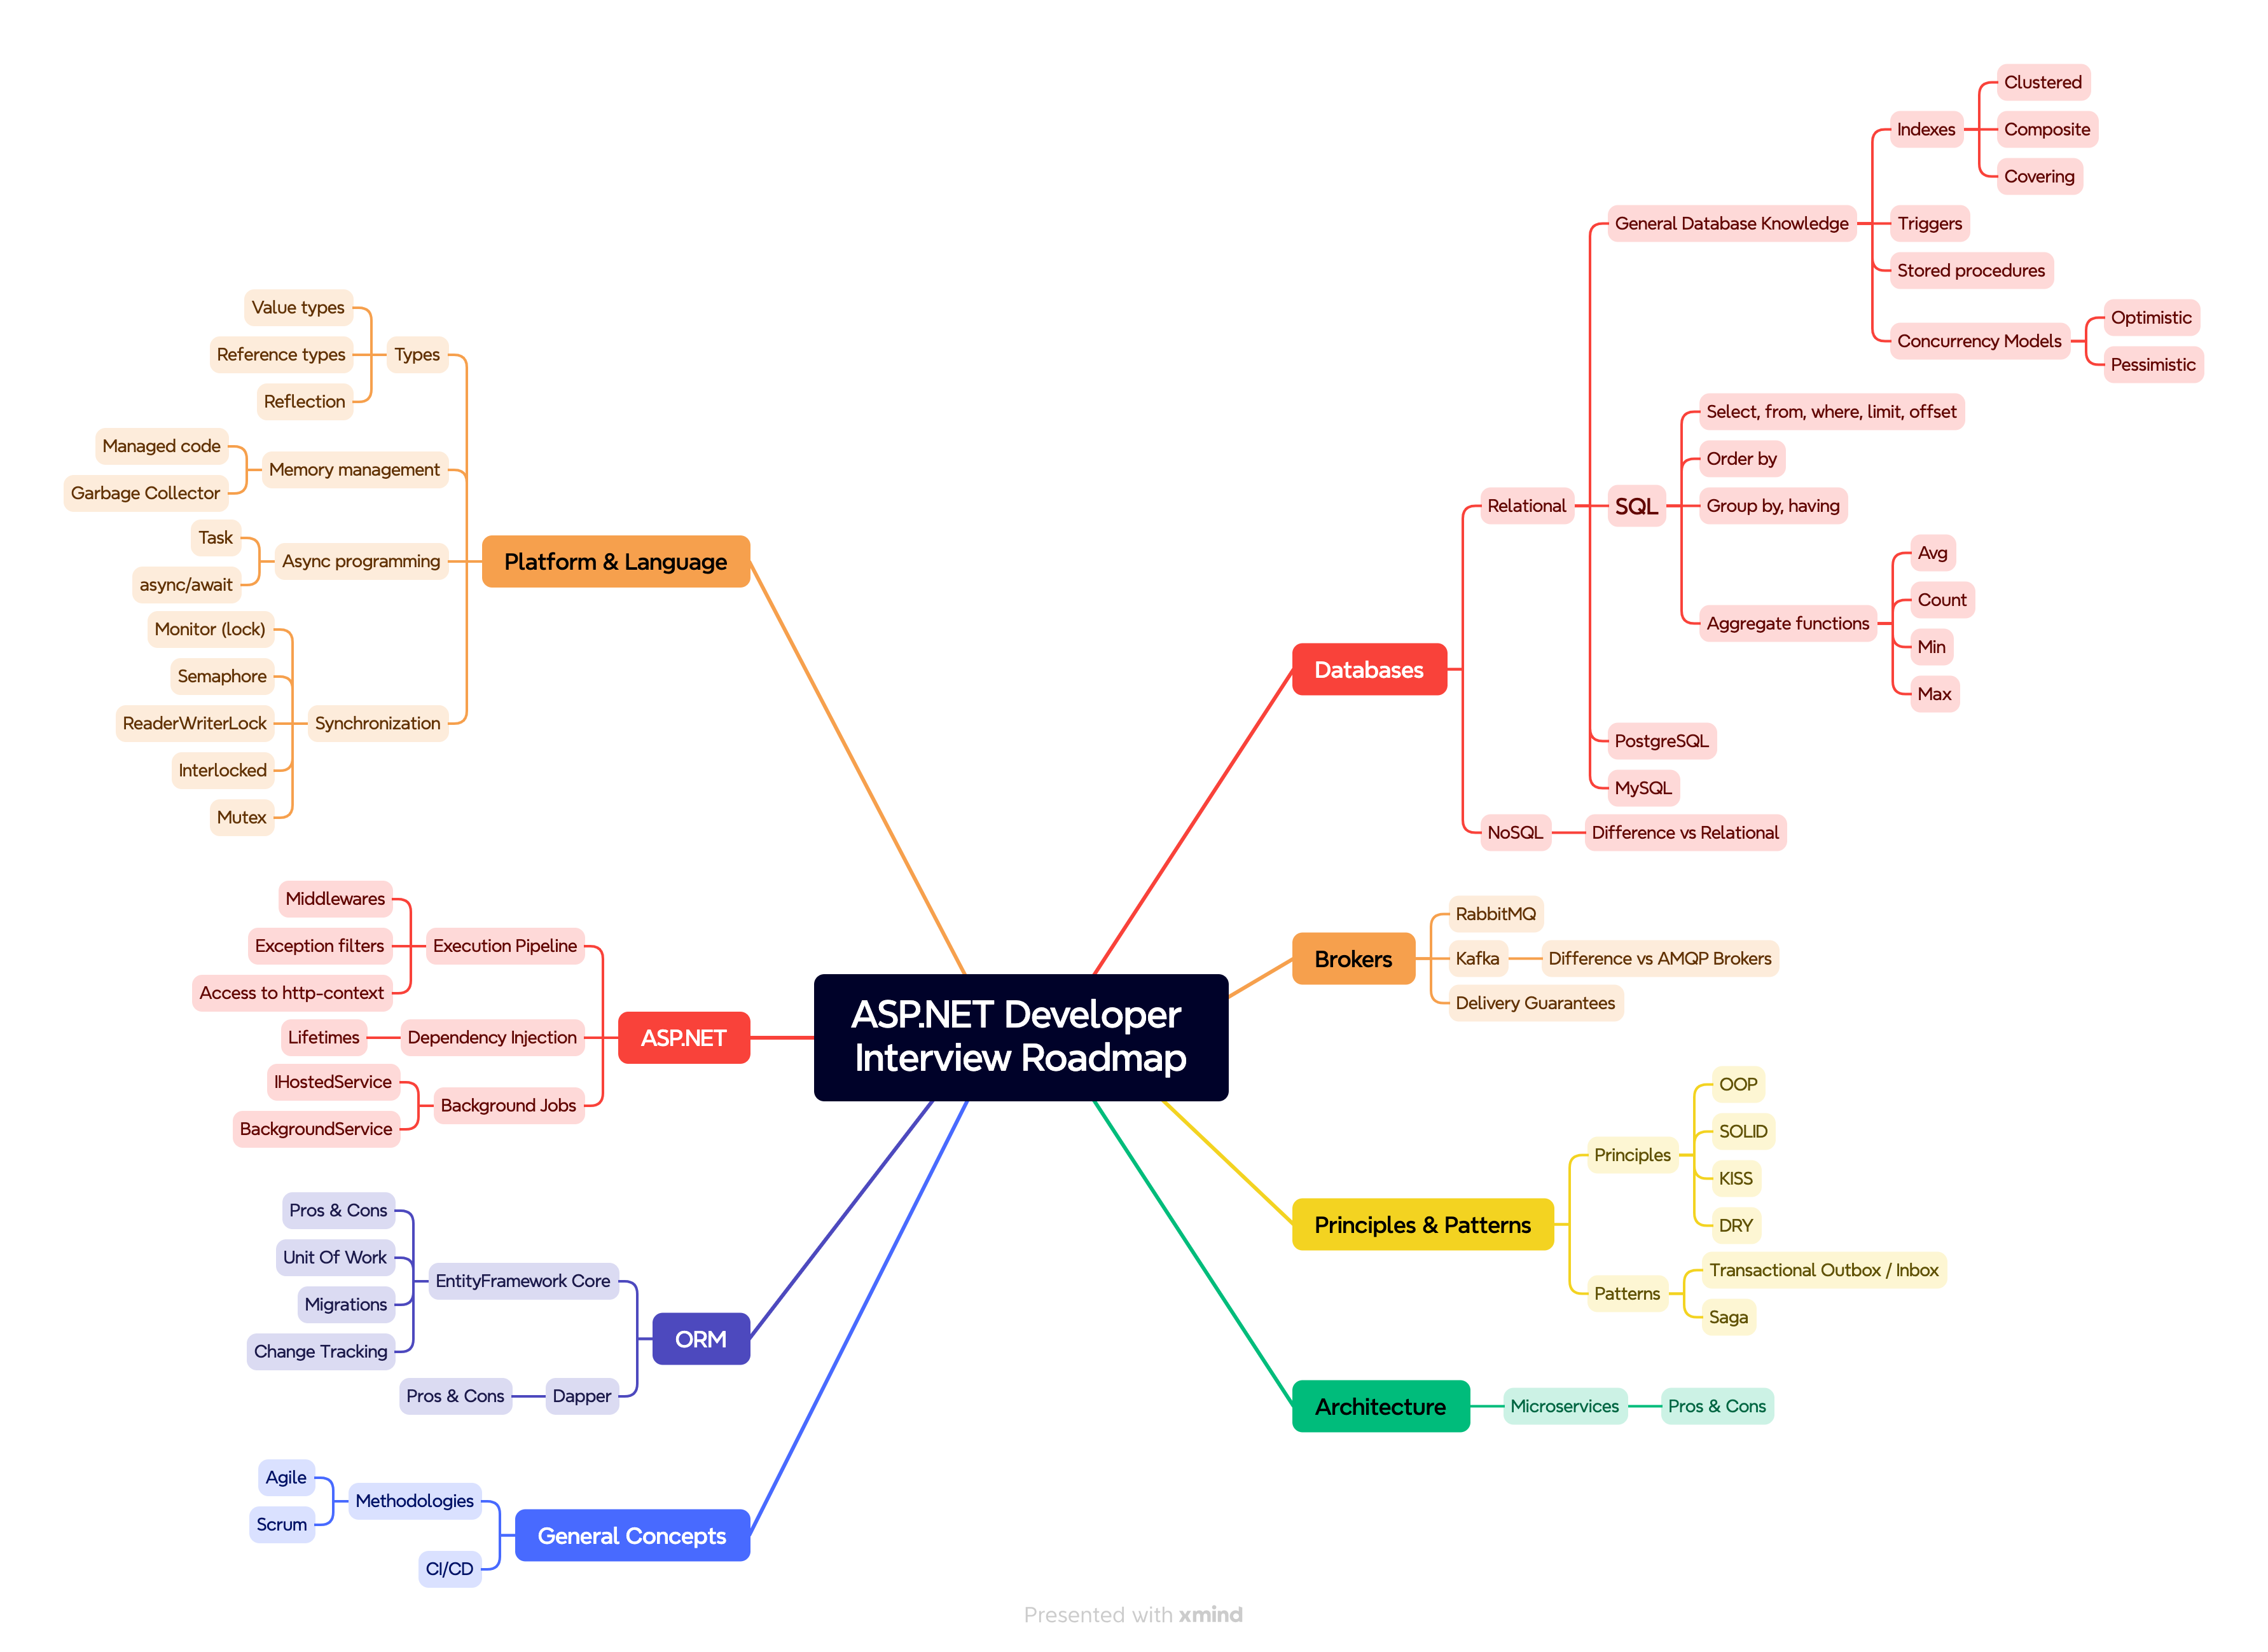 ASP.NET Developer
Interview Roadmap
Databases
Relational
General Database Knowledge
Indexes
Clustered
Composite
Covering
Triggers
Stored procedures
Concurrency Models
Optimistic
Pessimistic
SQL
Select, from, where, limit, offset
Order by
Group by, having
Aggregate functions
Avg
Count
Min
Max
PostgreSQL
MySQL
NoSQL
Difference vs Relational
Brokers
RabbitMQ
Kafka
Difference vs AMQP Brokers
Delivery Guarantees
Principles & Patterns
Principles
OOP
SOLID
KISS
DRY
Patterns
Transactional Outbox / Inbox
Saga
Architecture
Microservices
Pros & Cons
Platform & Language
Types
Value types
Reference types
Reflection
Memory management
Managed code
Garbage Collector
Async programming
Task
async/await
Synchronization
Monitor (lock)
Semaphore
ReaderWriterLock
Interlocked
Mutex
ASP.NET
Execution Pipeline
Middlewares
Exception filters
Access to http-context
Dependency Injection
Lifetimes
Background Jobs
IHostedService
BackgroundService
ORM
EntityFramework Core
Pros & Cons
Unit Of Work
Migrations
Change Tracking
Dapper
Pros & Cons
General Concepts
Methodologies
Agile
Scrum
CI/CD
Presented with xmind